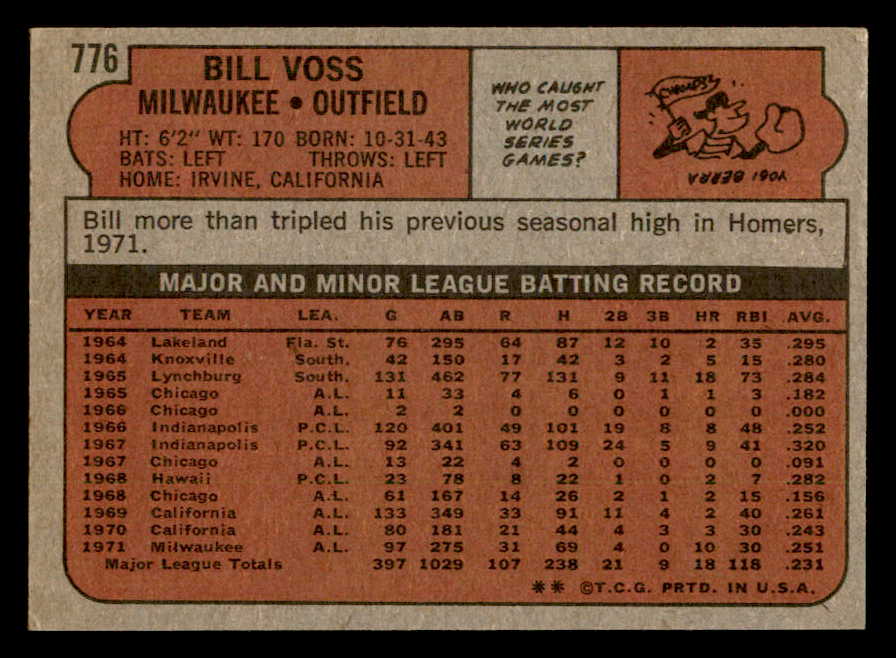 776
BILL VOSS
MILWAUKEE • OUTFIELD
HT: 6'2" WT: 170 BORN: 10-31-43
BATS: LEFT THROWS: LEFT
HOME: IRVINE, CALIFORNIA
WHO CAUGHT
THE MOST
WORLD
SERIES
GAMES?
CHAMPS
YOGI BERRA
Bill more than tripled his previous seasonal high in Homers,
1971.
MAJOR AND MINOR LEAGUE BATTING RECORD
YEAR TEAM LEA. G AB R H 2B 3B HR RBI AVG.
1964 Lakeland Fla. St. 76 295 64 87 12 10 2 35 .295
1964 Knoxville South. 42 150 17 42 3 2 5 15 .280
1965 Lynchburg South. 131 462 77 131 9 11 18 73 .284
1965 Chicago A.L. 11 33 4 6 0 1 1 3 .182
1966 Chicago A.L. 2 2 0 0 0 0 0 0 .000
1966 Indianapolis P.C.L. 120 401 49 101 19 8 8 48 .252
1967 Indianapolis P.C.L. 92 341 63 109 24 5 9 41 .320
1967 Chicago A.L. 13 22 4 2 0 0 0 0 .091
1968 Hawaii P.C.L. 23 78 8 22 1 0 2 7 .282
1968 Chicago A.L. 61 167 14 26 2 1 2 15 .156
1969 California A.L. 133 349 33 91 11 4 2 40 .261
1970 California A.L. 80 181 21 44 4 3 3 30 .243
1971 Milwaukee A.L. 97 275 31 69 4 0 10 30 .251
Major League Totals 397 1029 107 238 21 9 18 118 .231
** ©T.C.G. PRTD. IN U.S.A.